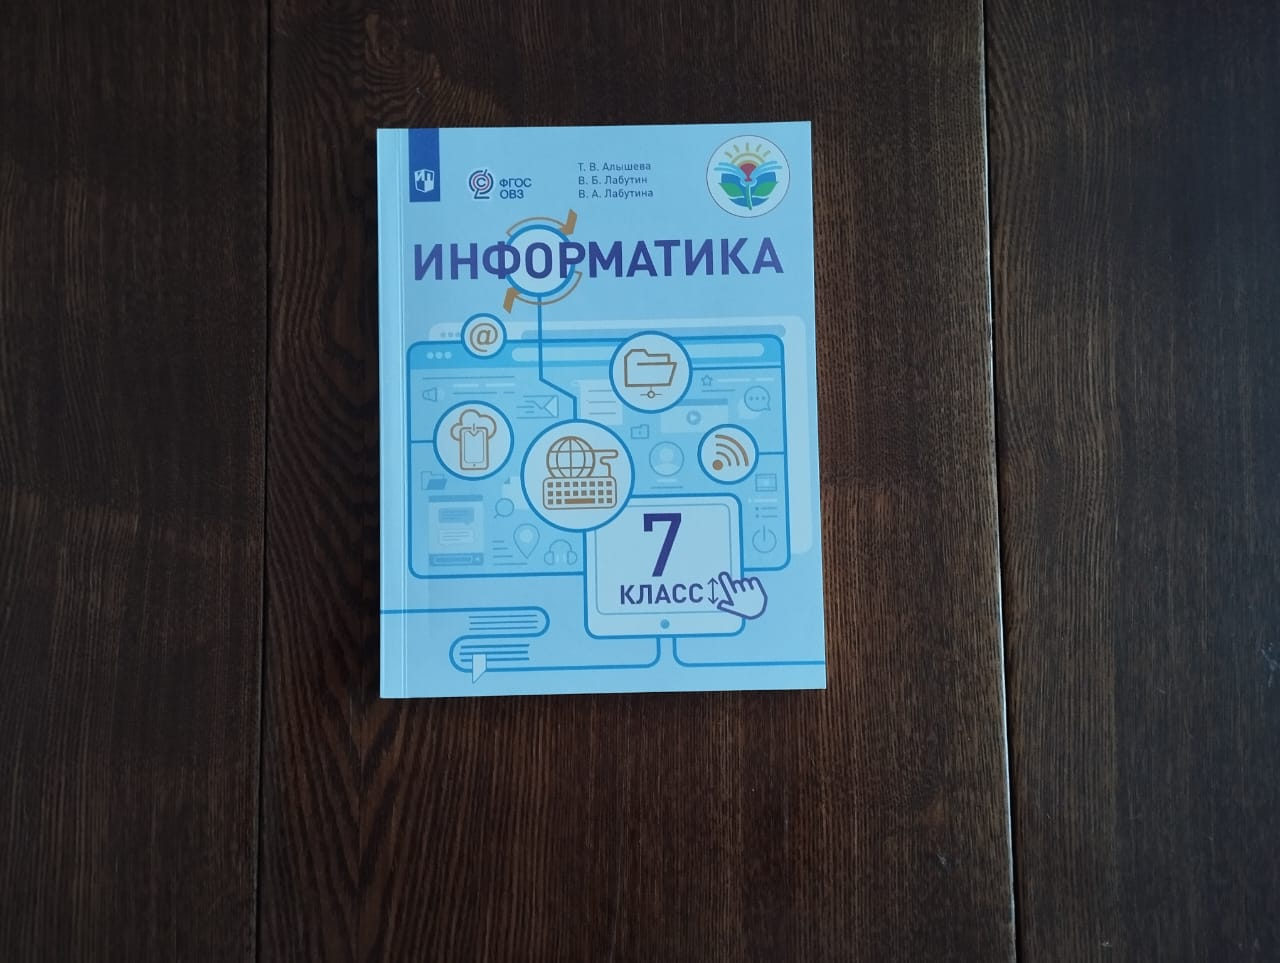 ФГОС
ОВЗ
Т. В. Алышева
В. Б. Лабутин
В. А. Лабутина
ИНФОРМАТИКА
@
7
КЛАСС